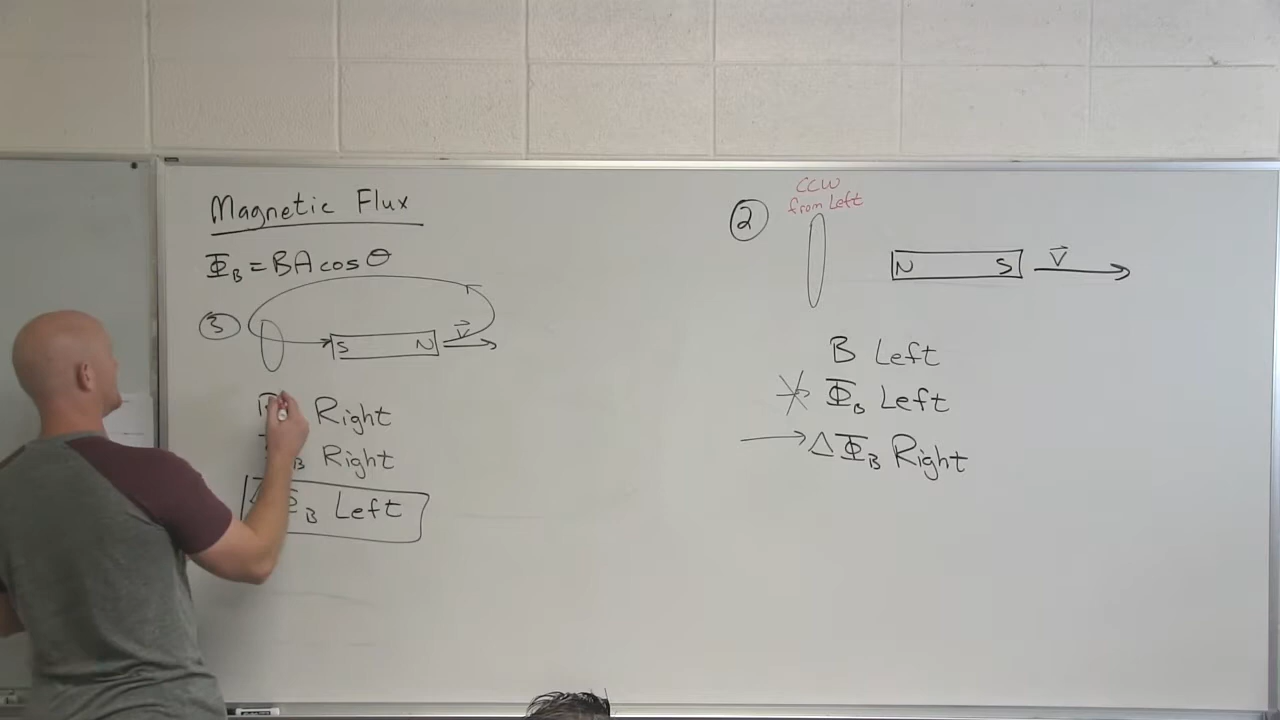 Magnetic Flux
Φ_B = BA cos θ
③
S N V⃗
Right
B Right
Φ_B Left
CCW
from Left
②
N S V⃗
B Left
Φ_B Left
→ ΔΦ_B Right